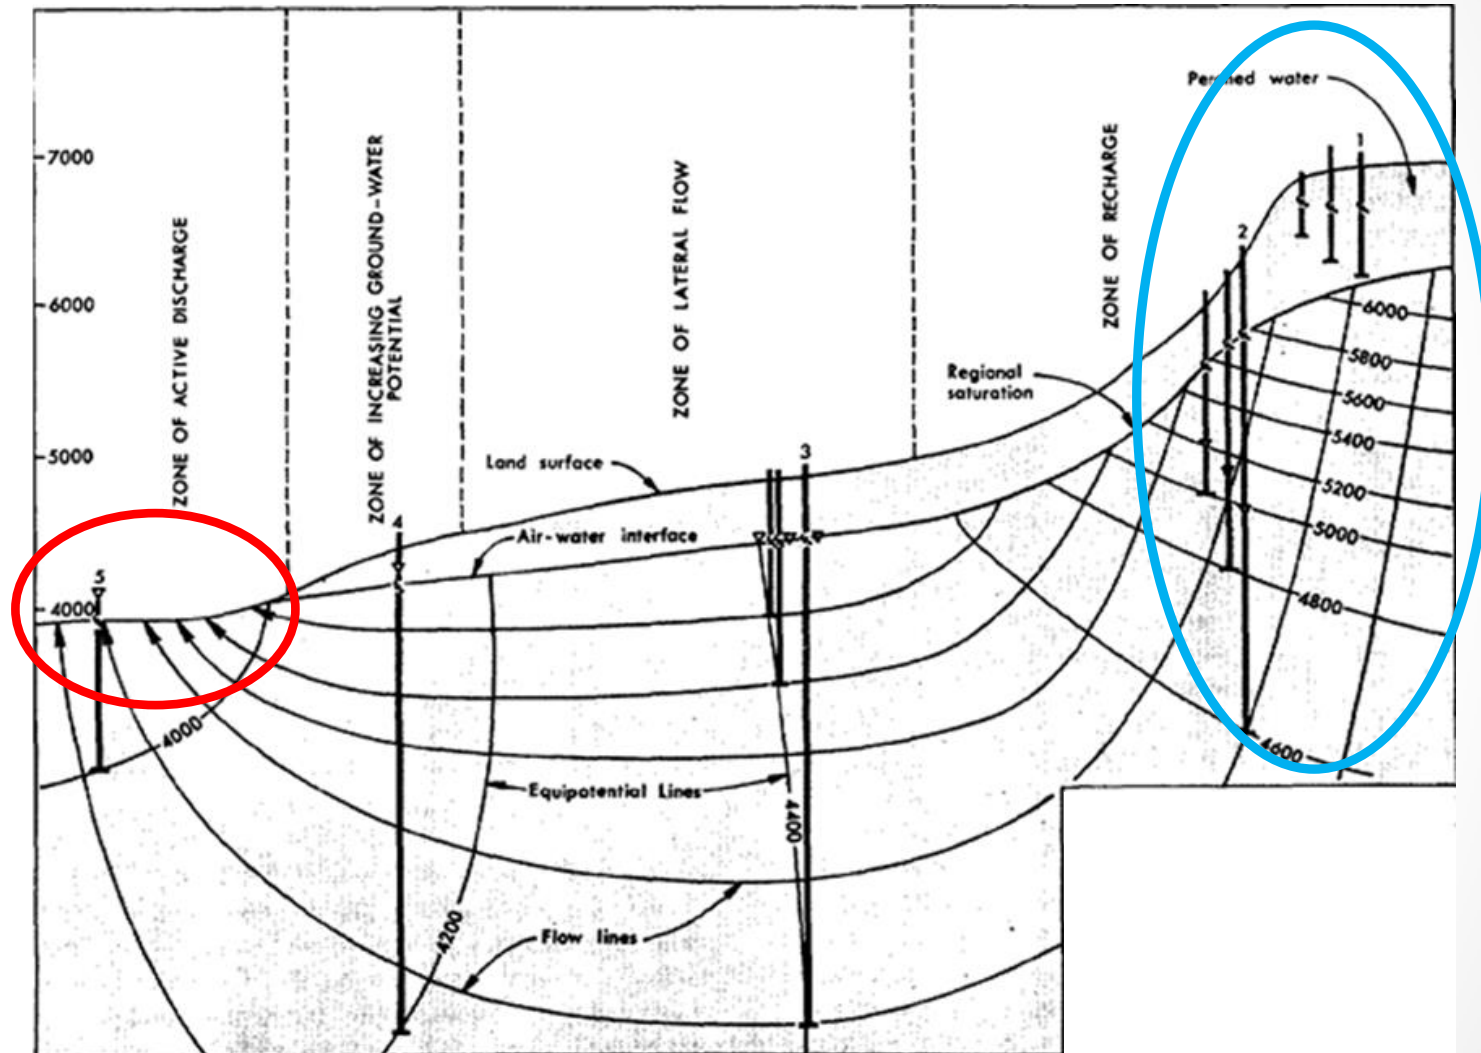 Perched water
1
7000
ZONE OF ACTIVE DISCHARGE
ZONE OF INCREASING GROUND-WATER
POTENTIAL
ZONE OF LATERAL FLOW
ZONE OF RECHARGE
2
6000
6000
5800
5600
5400
5200
5000
4800
4600
Regional
saturation
5000
Land surface
3
4
Air-water interface
5
4000
4000
Equipotential Lines
4400
4200
Flow lines